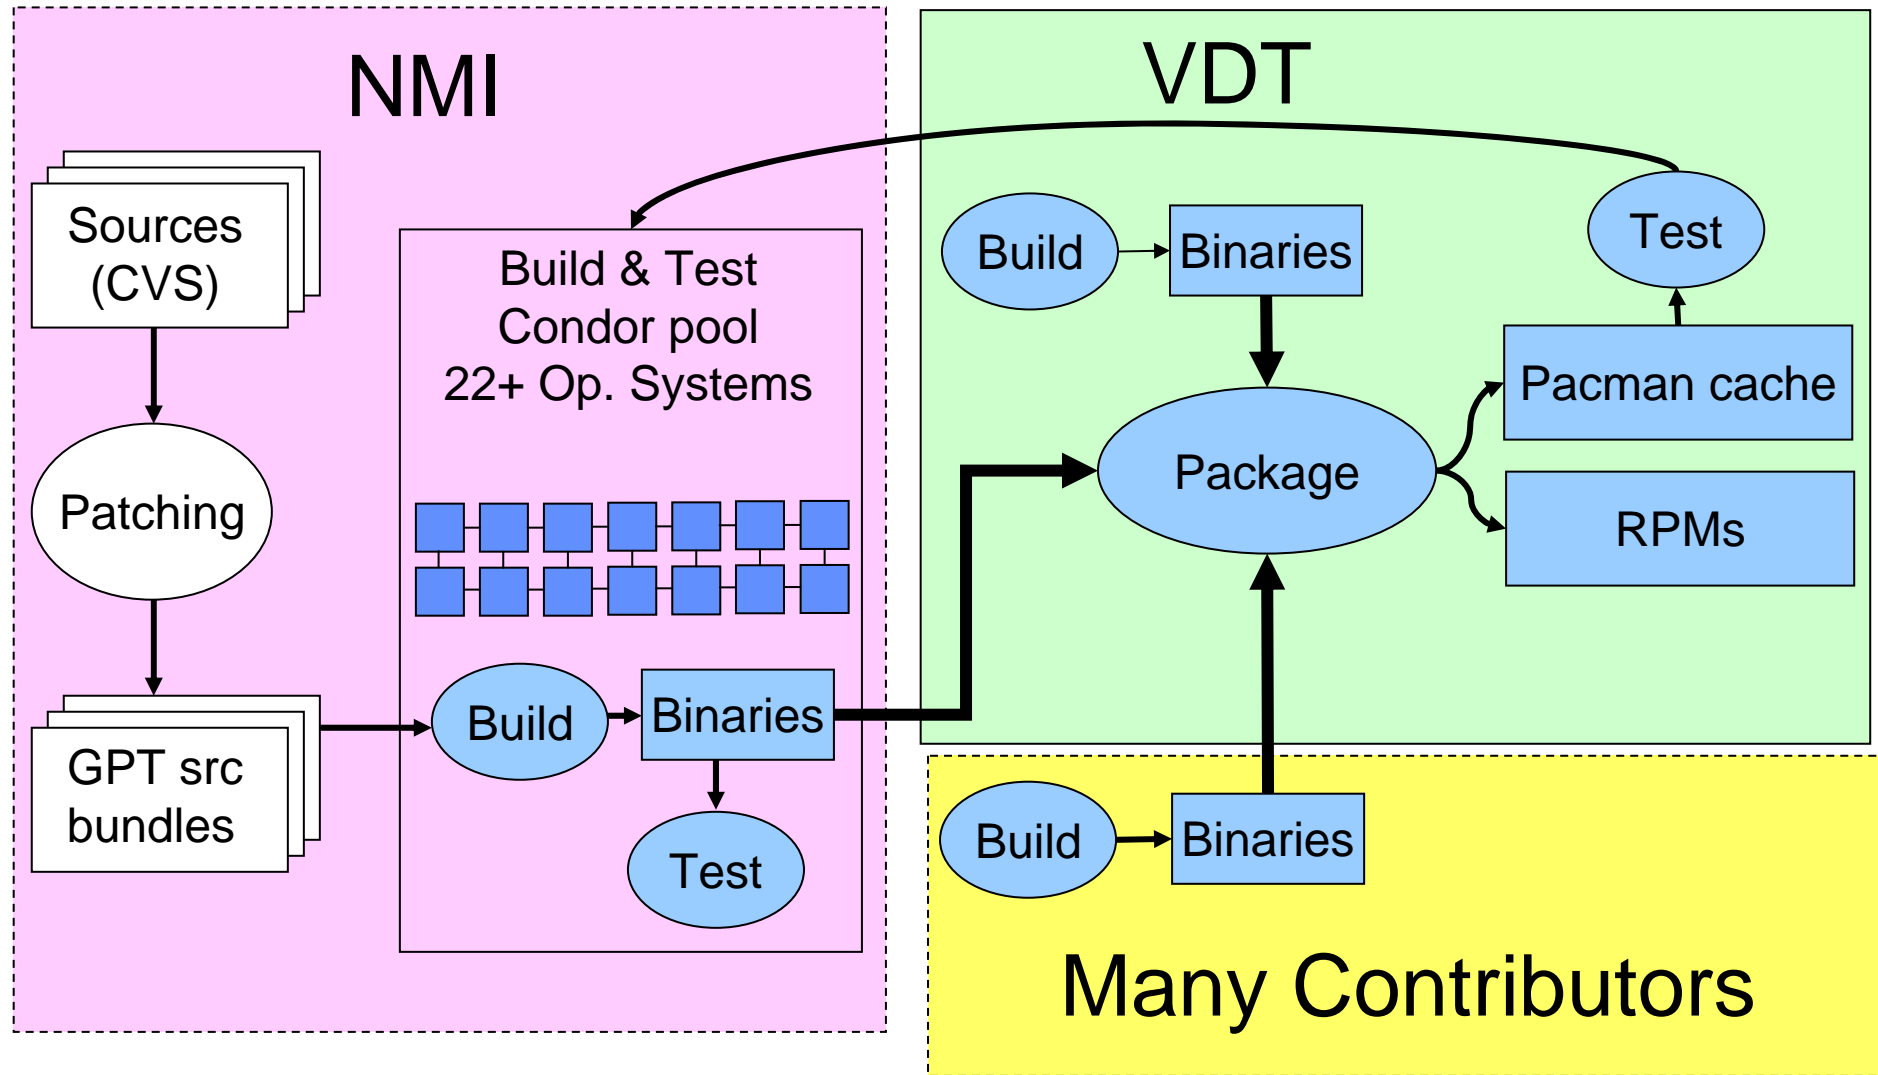 NMI
Sources
(CVS)
Patching
GPT src
bundles
Build & Test
Condor pool
22+ Op. Systems
Build
Binaries
Test
VDT
Build
Binaries
Test
Package
Pacman cache
RPMs
Build
Binaries
Many Contributors